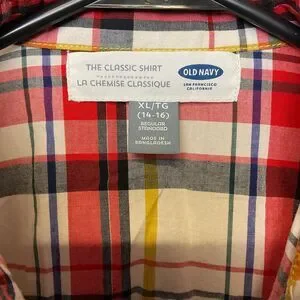 THE CLASSIC SHIRT
LA CHEMISE CLASSIQUE
OLD NAVY
SAN FRANCISCO
CALIFORNIA
XL/TG
(14-16)
REGULAR
STANDARD
MADE IN
BANGLADESH